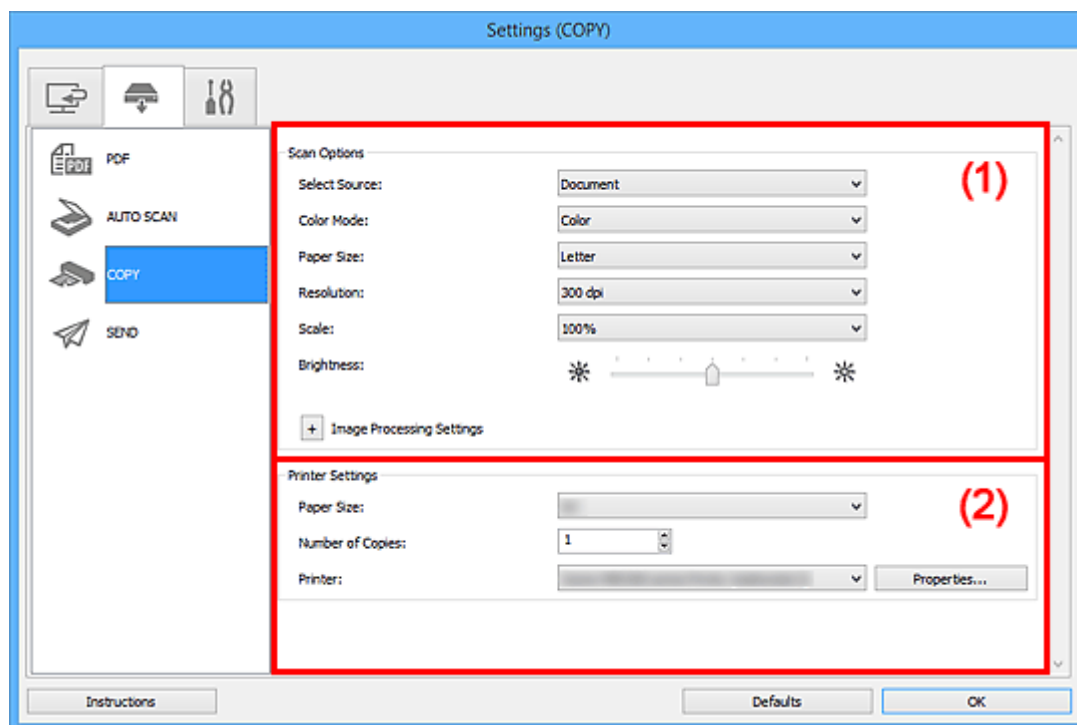 Settings (COPY)
PDF
PDF
AUTO SCAN
COPY
SEND
(1)
Scan Options
Select Source: Document
Color Mode: Color
Paper Size: Letter
Resolution: 300 dpi
Scale: 100%
Brightness:
+ Image Processing Settings
(2)
Printer Settings
Paper Size:
Number of Copies: 1
Printer: Properties...
Instructions Defaults OK